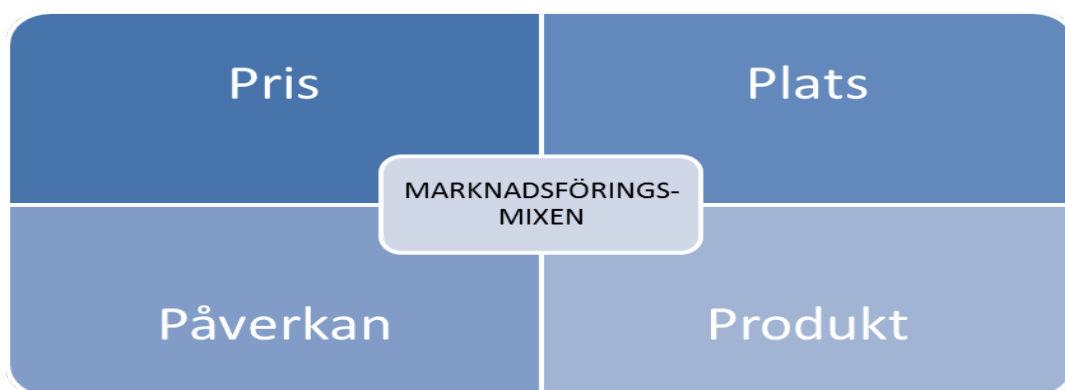 Pris
Plats
MARKNADSFÖRINGS-
MIXEN
Påverkan
Produkt